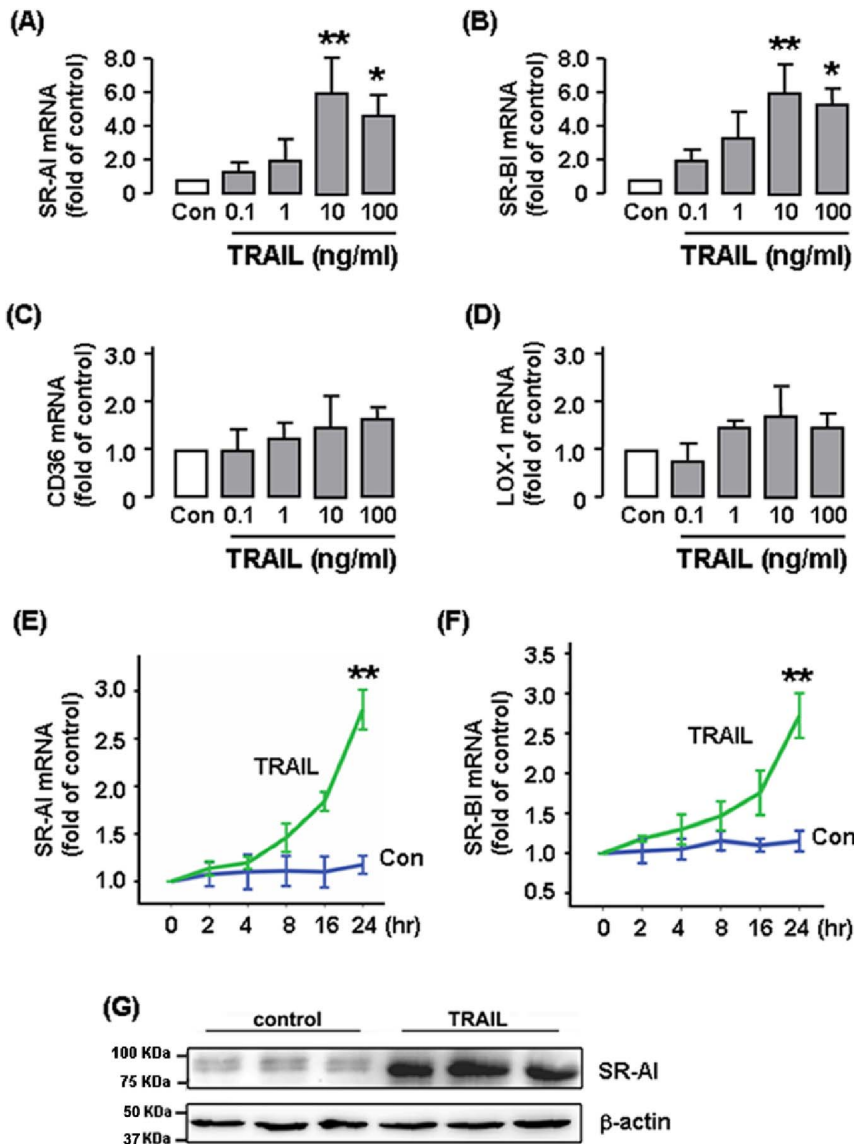 (A)
SR-AI mRNA
(fold of control)
8.0
6.0
4.0
2.0
0
**
*
Con 0.1 1 10 100
TRAIL (ng/ml)
(B)
SR-BI mRNA
(fold of control)
8.0
6.0
4.0
2.0
0
**
*
Con 0.1 1 10 100
TRAIL (ng/ml)
(C)
CD36 mRNA
(fold of control)
3.0
2.0
1.0
0
Con 0.1 1 10 100
TRAIL (ng/ml)
(D)
LOX-1 mRNA
(fold of control)
3.0
2.0
1.0
0
Con 0.1 1 10 100
TRAIL (ng/ml)
(E)
SR-AI mRNA
(fold of control)
3.0
2.5
2.0
1.5
1.0
**
TRAIL
Con
0 2 4 8 16 24 (hr)
(F)
SR-BI mRNA
(fold of control)
3.5
3.0
2.5
2.0
1.5
1.0
0.5
**
TRAIL
Con
0 2 4 8 16 24 (hr)
(G)
control TRAIL
100 KDa
75 KDa
SR-AI
50 KDa
37 KDa
β-actin